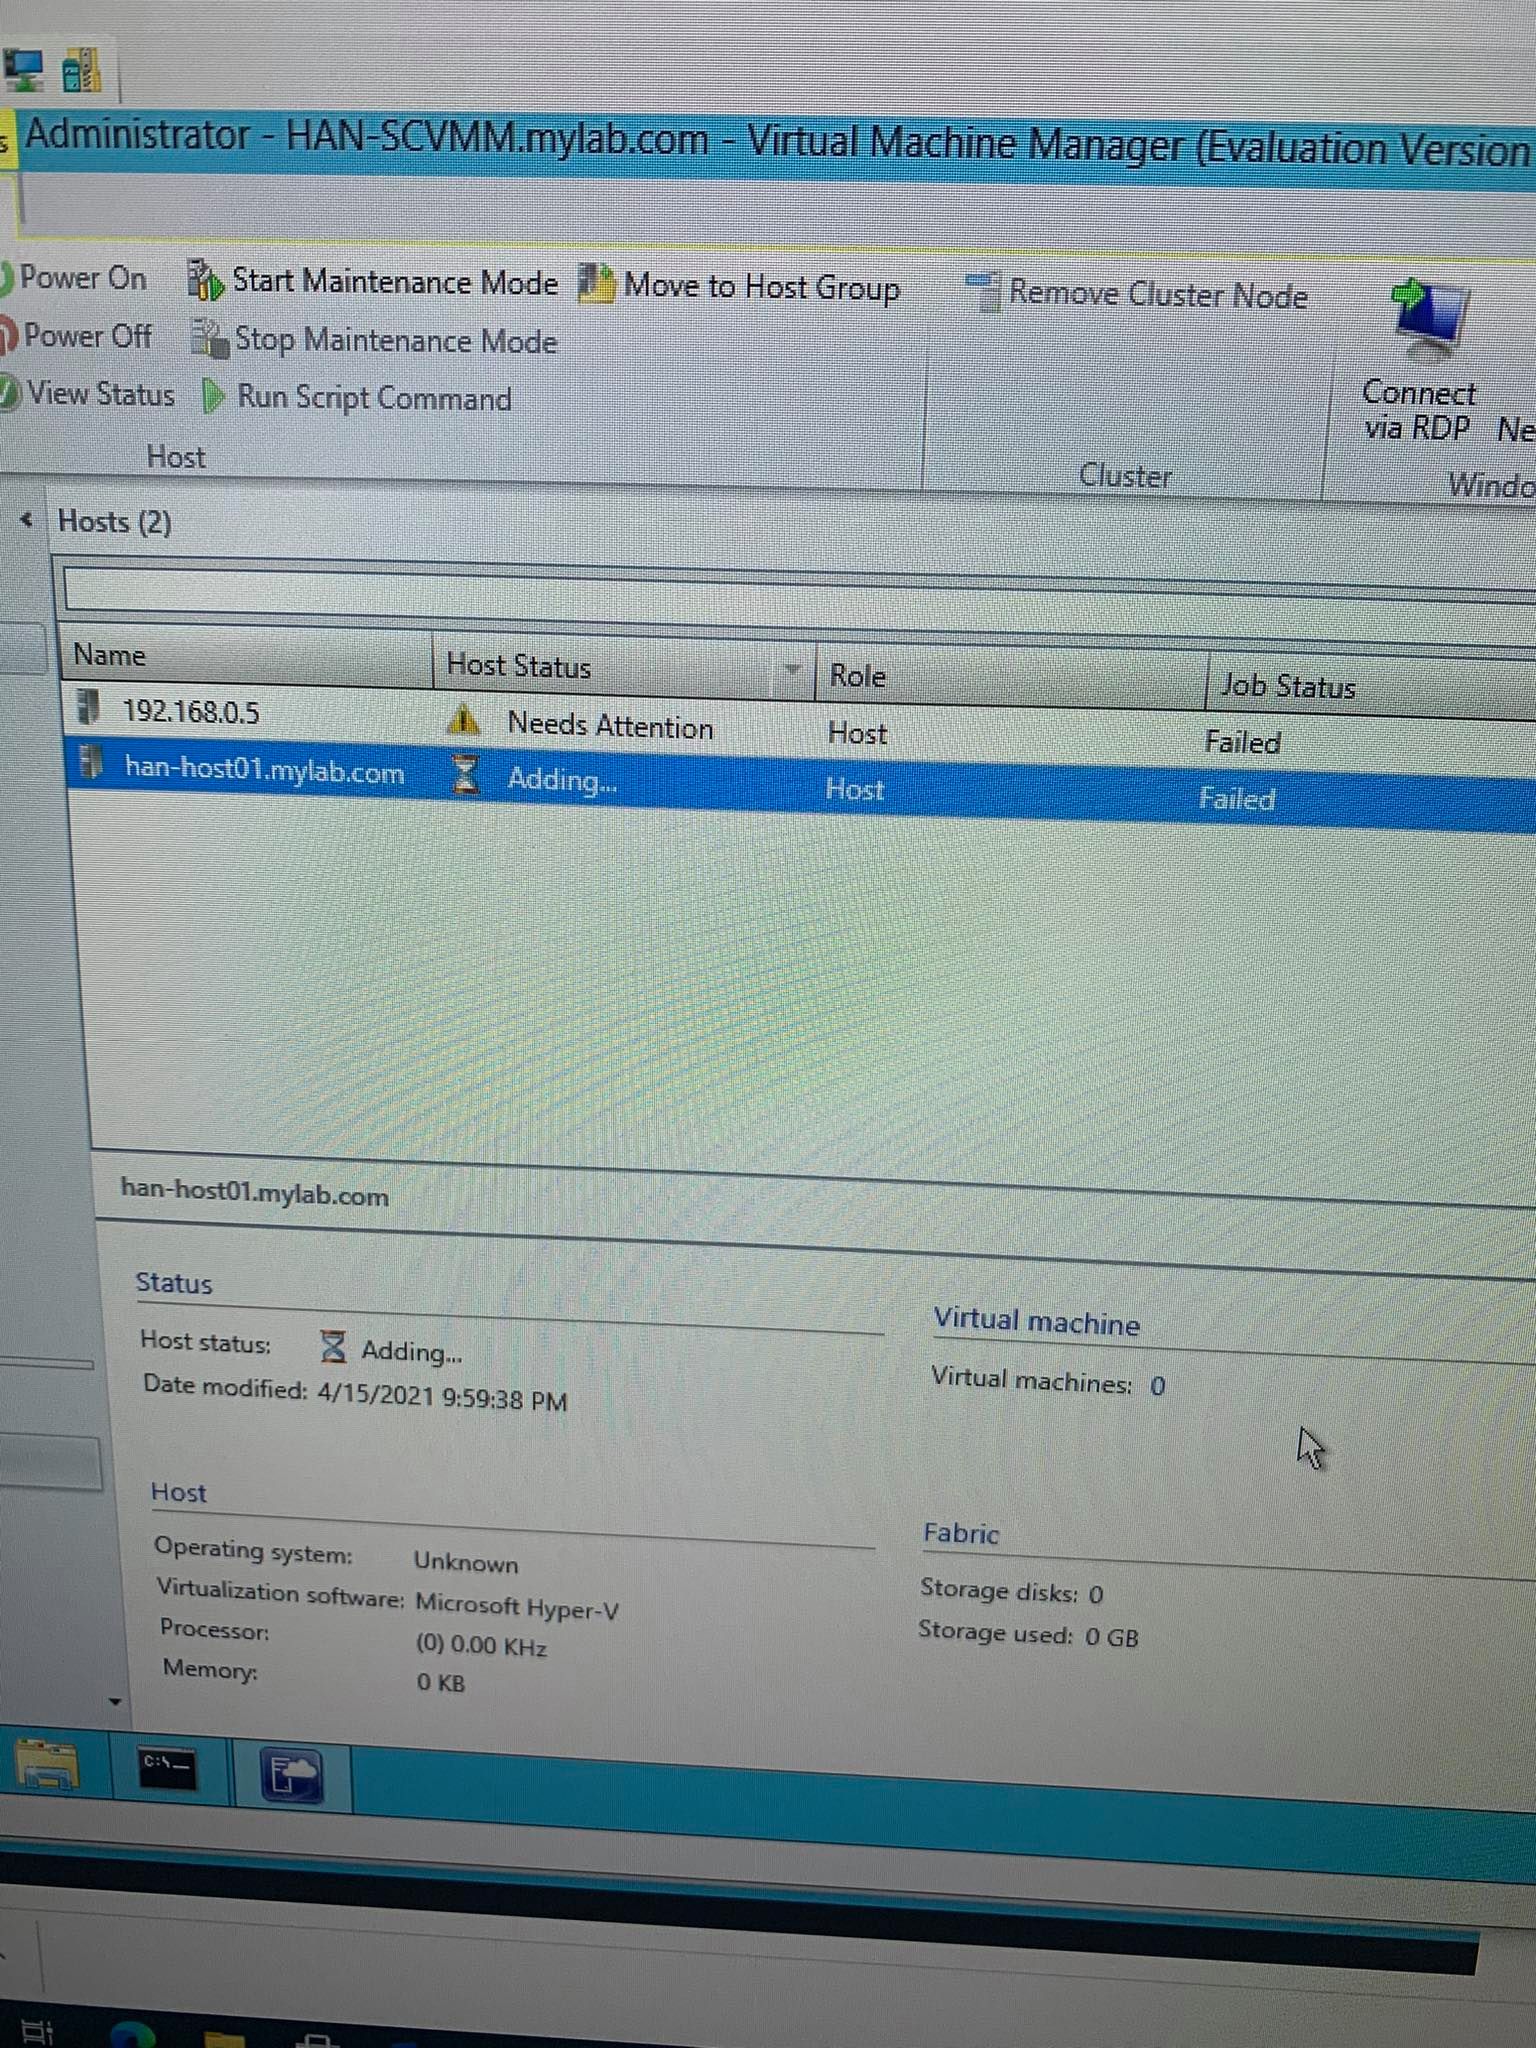 Administrator - HAN-SCVMM.mylab.com - Virtual Machine Manager (Evaluation Version
Power On
Start Maintenance Mode
Move to Host Group
Remove Cluster Node
Power Off
Stop Maintenance Mode
View Status
Run Script Command
Connect
via RDP
Host
Cluster
Hosts (2)
Name Host Status Role Job Status
192.168.0.5 Needs Attention Host Failed
han-host01.mylab.com Adding... Host Failed
han-host01.mylab.com
Status
Host status: Adding...
Date modified: 4/15/2021 9:59:38 PM
Virtual machine
Virtual machines: 0
Host
Operating system: Unknown
Virtualization software: Microsoft Hyper-V
Processor: (0) 0.00 KHz
Memory: 0 KB
Fabric
Storage disks: 0
Storage used: 0 GB
C:\_